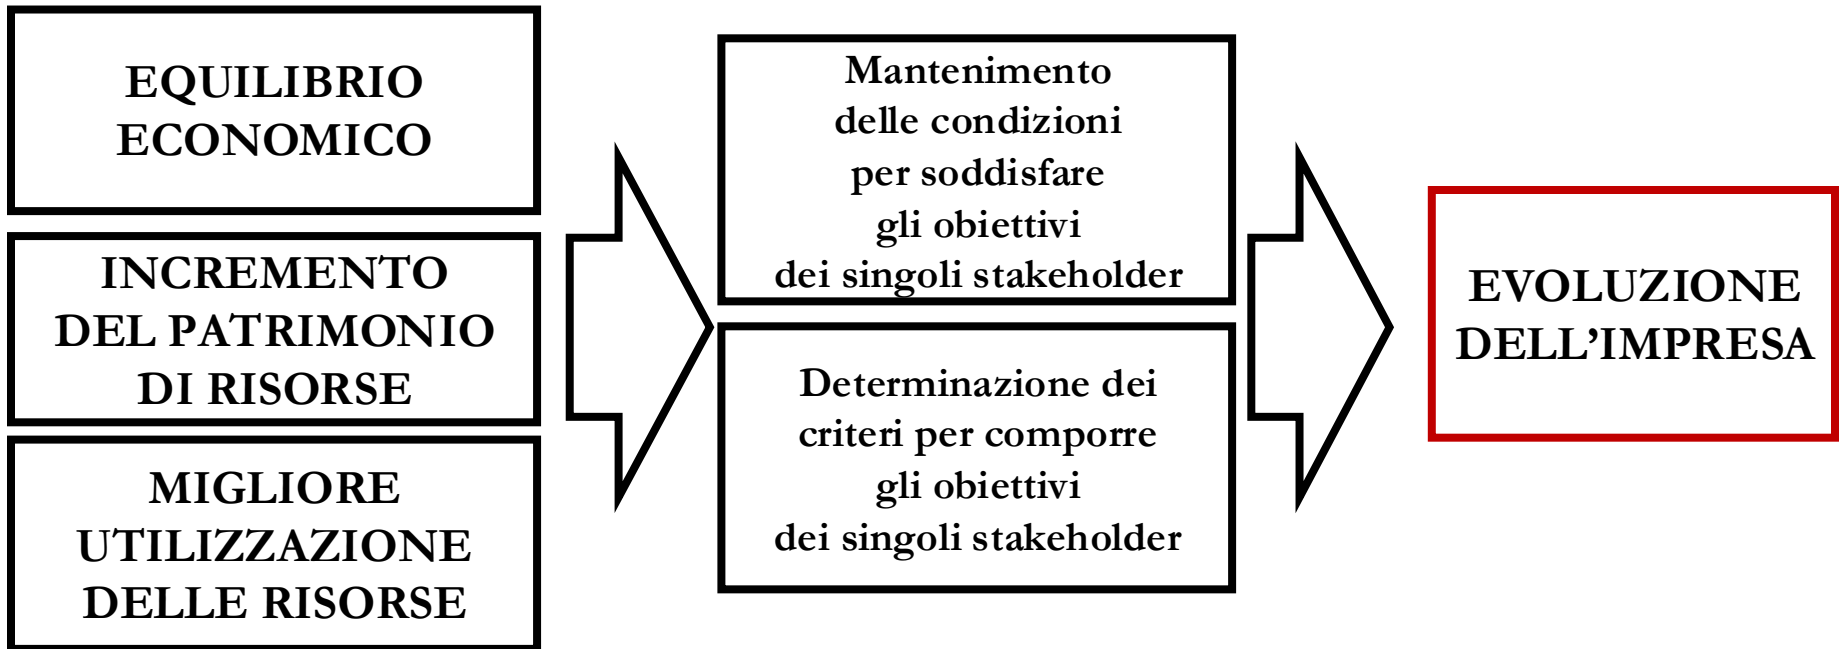 EQUILIBRIO
ECONOMICO
INCREMENTO
DEL PATRIMONIO
DI RISORSE
MIGLIORE
UTILIZZAZIONE
DELLE RISORSE
Mantenimento
delle condizioni
per soddisfare
gli obiettivi
dei singoli stakeholder
Determinazione dei
criteri per comporre
gli obiettivi
dei singoli stakeholder
EVOLUZIONE
DELL’IMPRESA